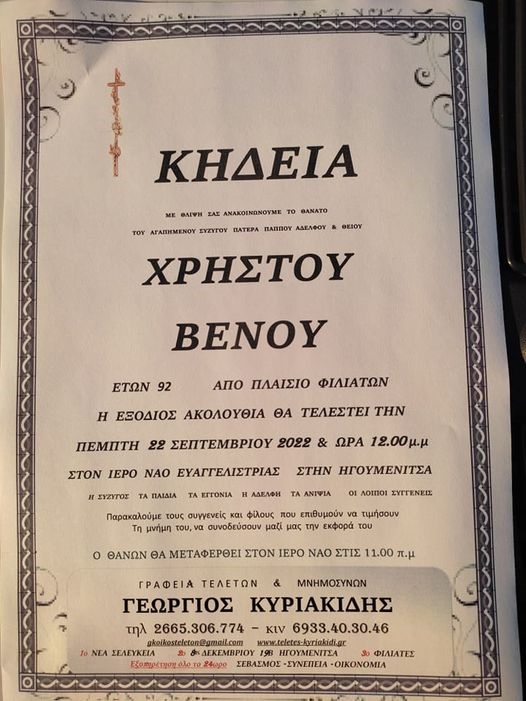 ΚΗΔΕΙΑ
ΜΕ ΘΛΙΨΗ ΣΑΣ ΑΝΑΚΟΙΝΩΝΟΥΜΕ ΤΟ ΘΑΝΑΤΟ
ΤΟΥ ΑΓΑΠΗΜΕΝΟΥ ΣΥΖΥΓΟΥ ΠΑΤΕΡΑ ΠΑΠΠΟΥ ΑΔΕΛΦΟΥ & ΘΕΙΟΥ
ΧΡΗΣΤΟΥ
ΒΕΝΟΥ
ΕΤΩΝ 92 ΑΠΟ ΠΛΑΙΣΙΟ ΦΙΛΙΑΤΩΝ
Η ΕΞΟΔΙΟΣ ΑΚΟΛΟΥΘΙΑ ΘΑ ΤΕΛΕΣΤΕΙ ΤΗΝ
ΠΕΜΠΤΗ 22 ΣΕΠΤΕΜΒΡΙΟΥ 2022 & ΩΡΑ 12.00μ.μ
ΣΤΟΝ ΙΕΡΟ ΝΑΟ ΕΥΑΓΓΕΛΙΣΤΡΙΑΣ ΣΤΗΝ ΗΓΟΥΜΕΝΙΤΣΑ
Η ΣΥΖΥΓΟΣ ΤΑ ΠΑΙΔΙΑ ΤΑ ΕΓΓΟΝΙΑ Η ΑΔΕΛΦΗ ΤΑ ΑΝΙΨΙΑ ΟΙ ΛΟΙΠΟΙ ΣΥΓΓΕΝΕΙΣ
Παρακαλούμε τους συγγενείς και φίλους που επιθυμούν να τιμήσουν
Τη μνήμη του, να συνοδεύσουν μαζί μας την εκφορά του
Ο ΘΑΝΩΝ ΘΑ ΜΕΤΑΦΕΡΘΕΙ ΣΤΟΝ ΙΕΡΟ ΝΑΟ ΣΤΙΣ 11.00 π.μ
ΓΡΑΦΕΙΑ ΤΕΛΕΤΩΝ & ΜΝΗΜΟΣΥΝΩΝ
ΓΕΩΡΓΙΟΣ ΚΥΡΙΑΚΙΔΗΣ
τηλ 2665.306.774 - κιν 6933.40.30.46
gkoikosteleton@gmail.com www.teletes-kyriakidi.gr
1ο ΝΕΑ ΣΕΛΕΥΚΕΙΑ 2ο 8ης ΔΕΚΕΜΒΡΙΟΥ 1913 ΗΓΟΥΜΕΝΙΤΣΑ 3ο ΦΙΛΙΑΤΕΣ
Εξυπηρέτηση όλο το 24ωρο ΣΕΒΑΣΜΟΣ -ΣΥΝΕΠΕΙΑ -ΟΙΚΟΝΟΜΙΑ